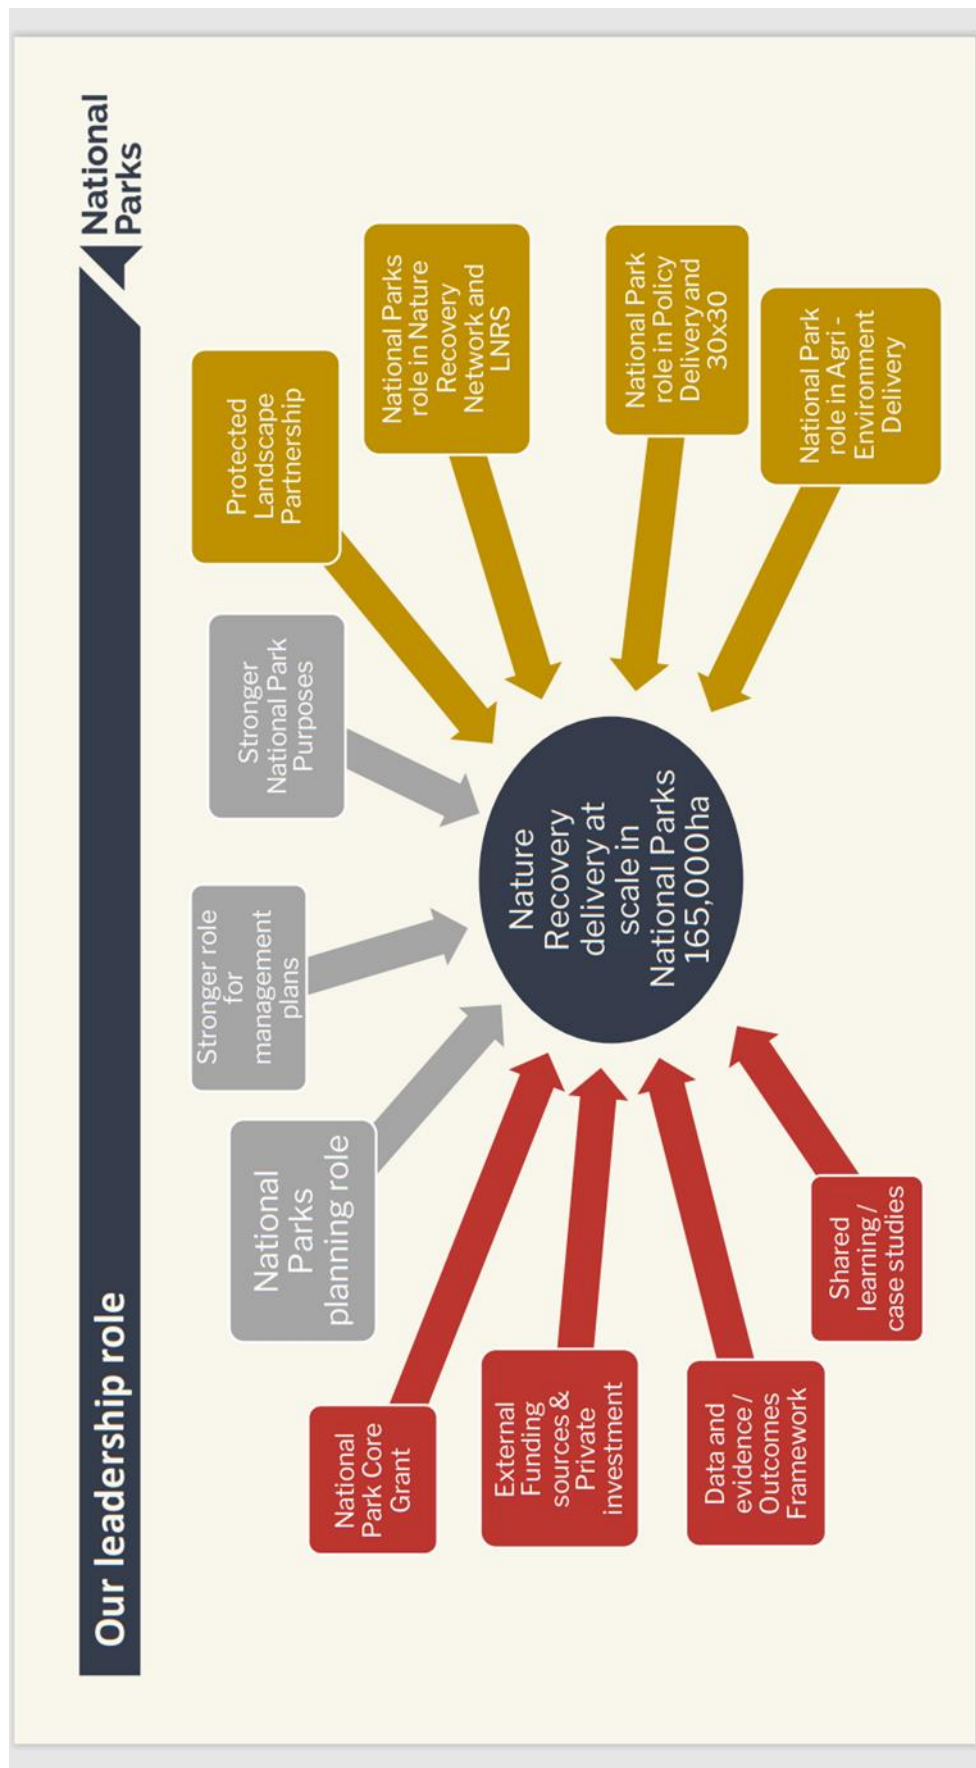 Our leadership role
National
Parks
National
Parks
planning role
Stronger role
for
management
plans
Stronger
National Park
Purposes
Protected
Landscape
Partnership
National Park
Core
Grant
National Parks
role in Nature
Recovery
Network and
LNRS
External
Funding
sources &
Private
investment
Nature
Recovery
delivery at
scale in
National Parks
165,000ha
National Park
role in Policy
Delivery and
30x30
Data and
evidence /
Outcomes
Framework
National Park
role in Agri -
Environment
Delivery
Shared
learning /
case studies